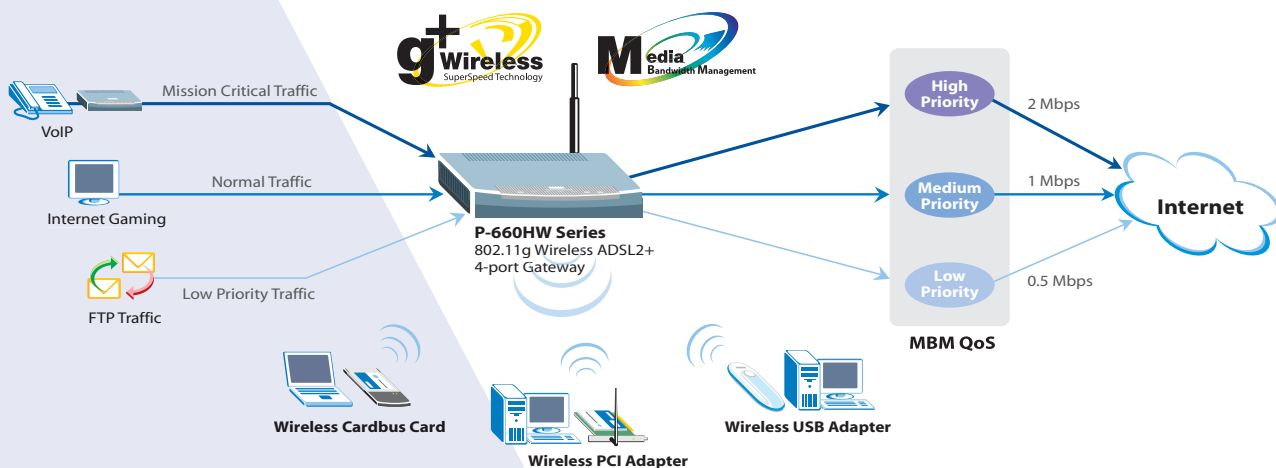 g+ Wireless
SuperSpeed Technology
Media
Bandwidth Management
Mission Critical Traffic
VoIP
Normal Traffic
Internet Gaming
Low Priority Traffic
FTP Traffic
P-660HW Series
802.11g Wireless ADSL2+
4-port Gateway
High
Priority
2 Mbps
Medium
Priority
1 Mbps
Internet
Low
Priority
0.5 Mbps
MBM QoS
Wireless Cardbus Card
Wireless PCI Adapter
Wireless USB Adapter